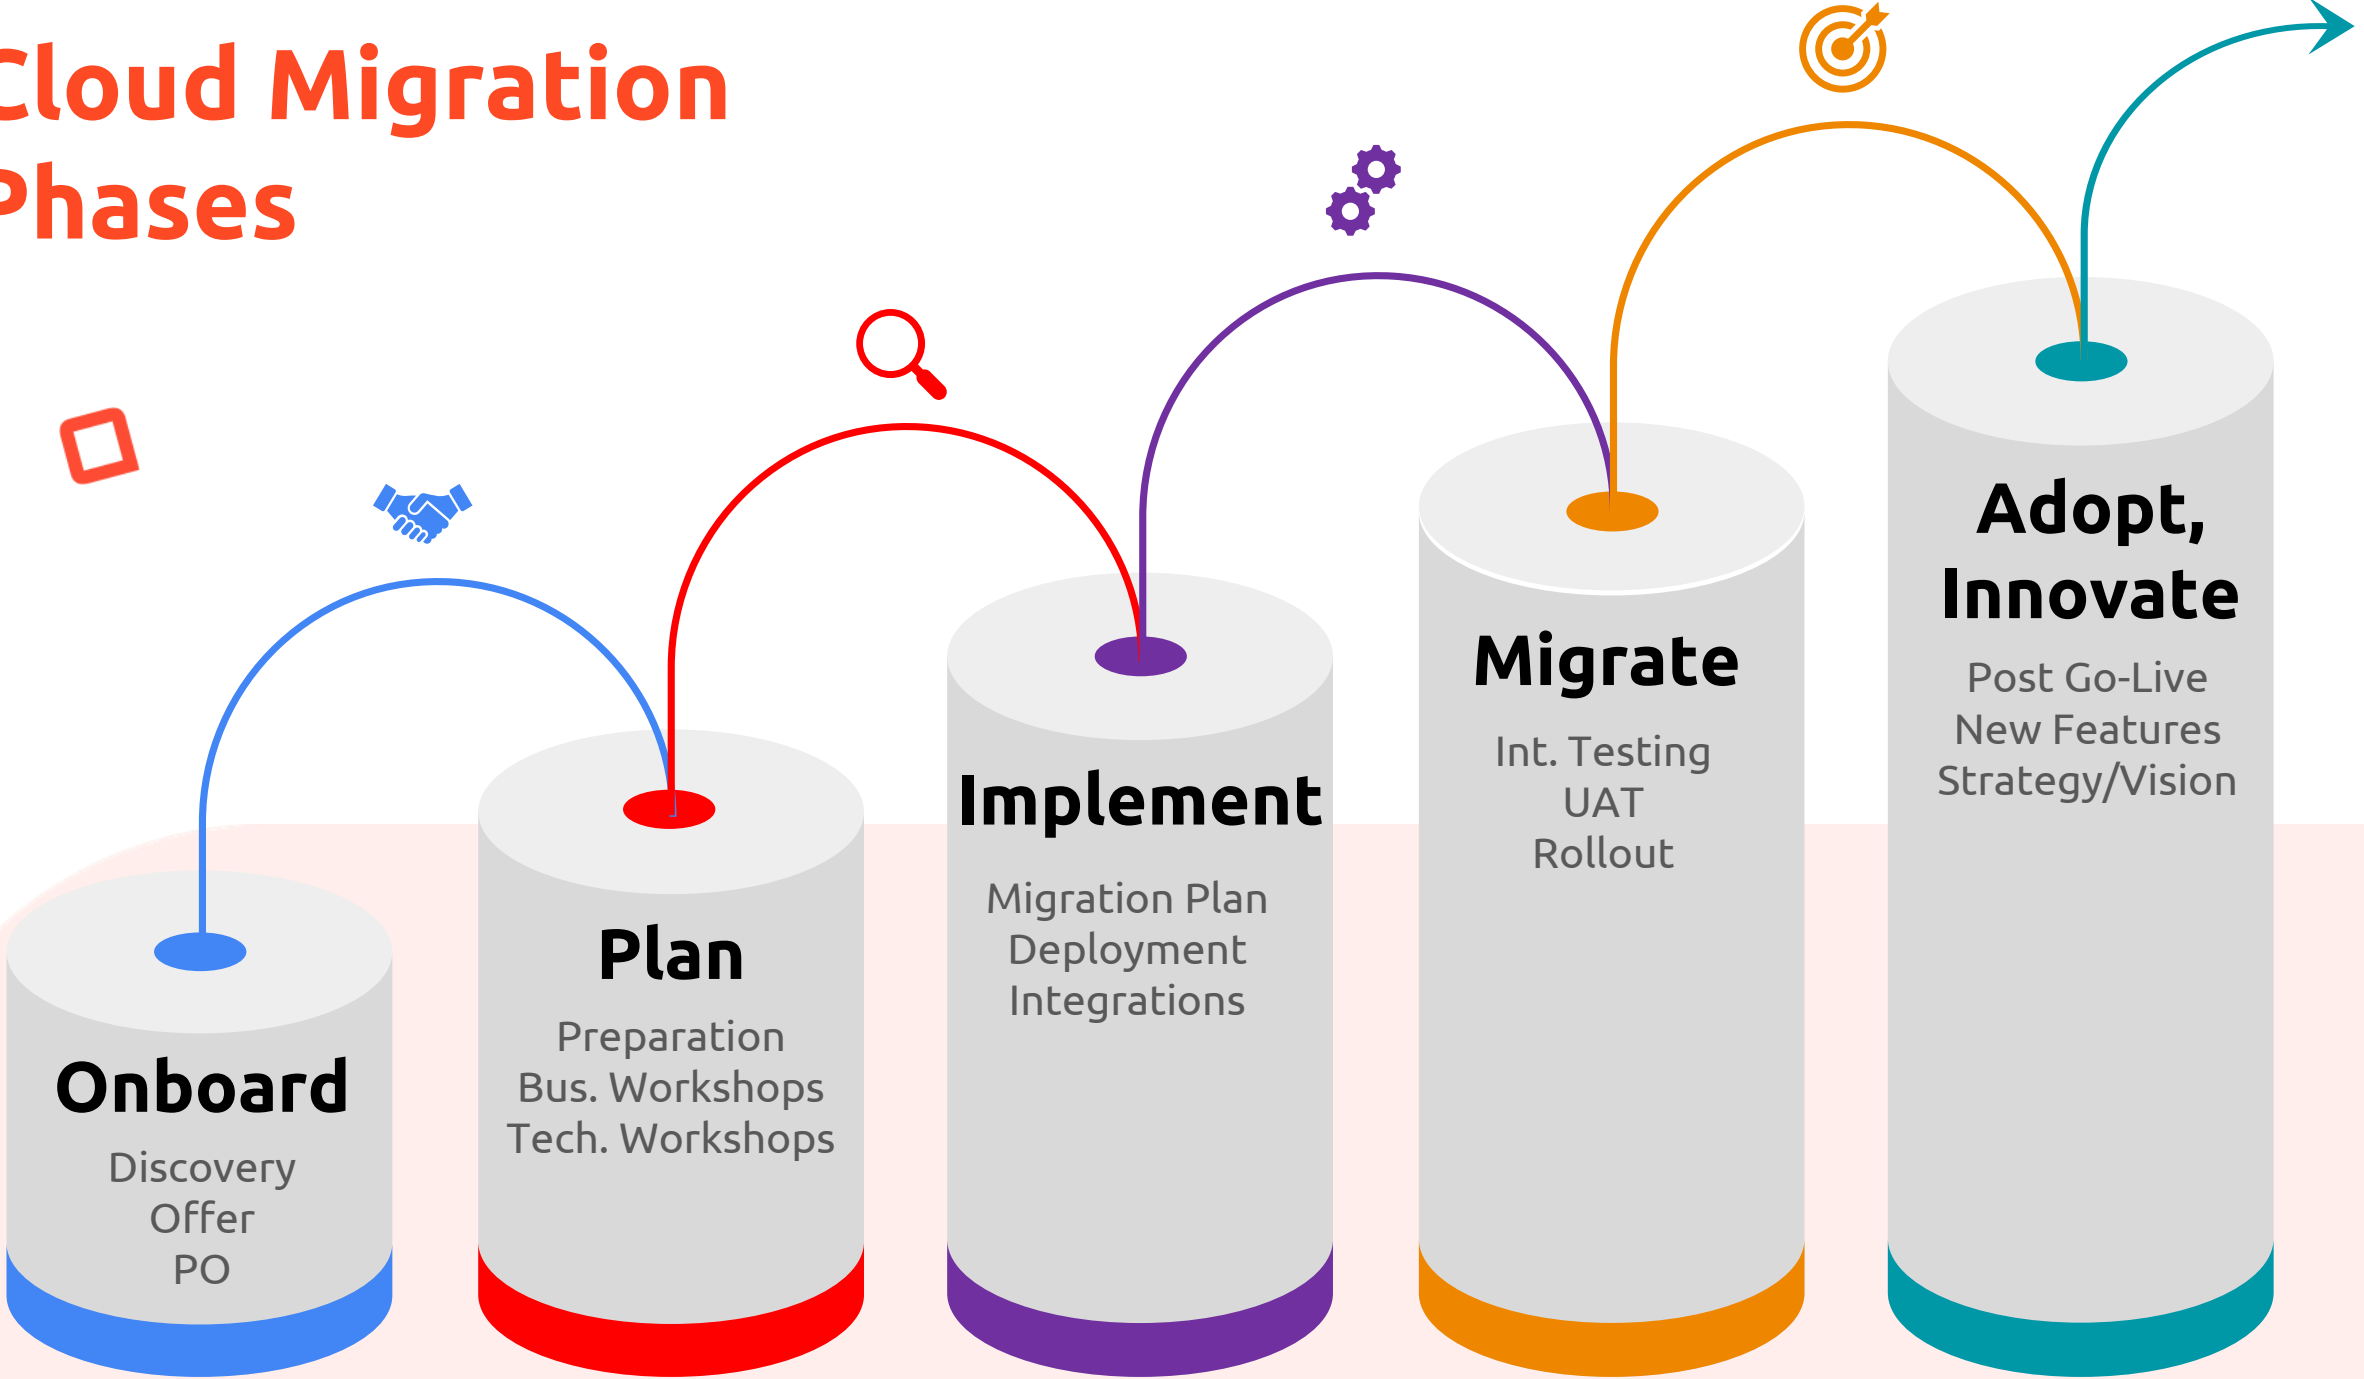 Cloud Migration
Phases
Onboard
Discovery
Offer
PO
Plan
Preparation
Bus. Workshops
Tech. Workshops
Implement
Migration Plan
Deployment
Integrations
Migrate
Int. Testing
UAT
Rollout
Adopt,
Innovate
Post Go-Live
New Features
Strategy/Vision